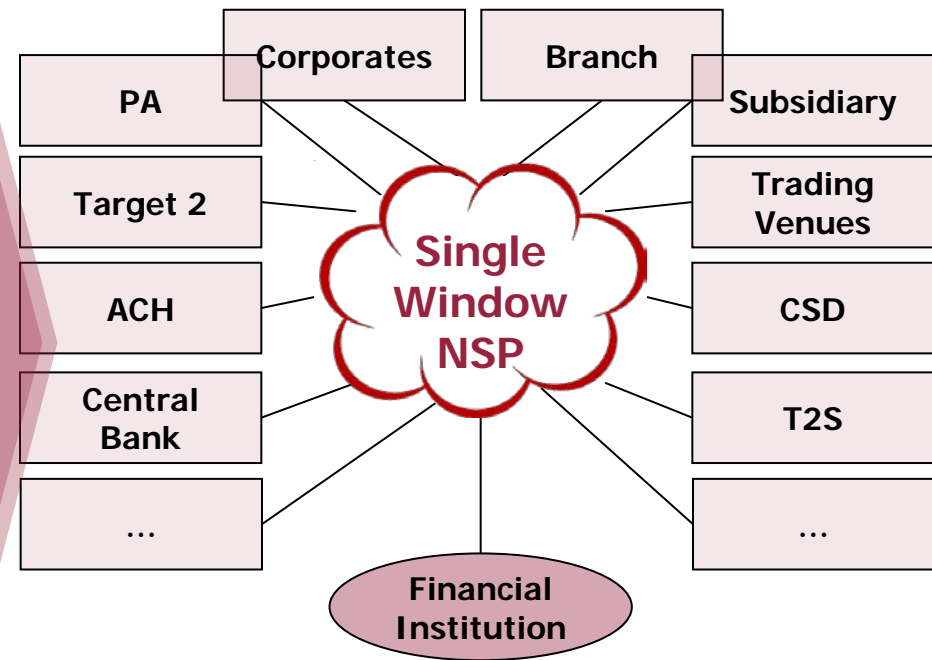 Corporates
Branch
PA
Subsidiary
Target 2
Trading
Venues
Single
Window
NSP
ACH
CSD
Central
Bank
T2S
...
...
Financial
Institution